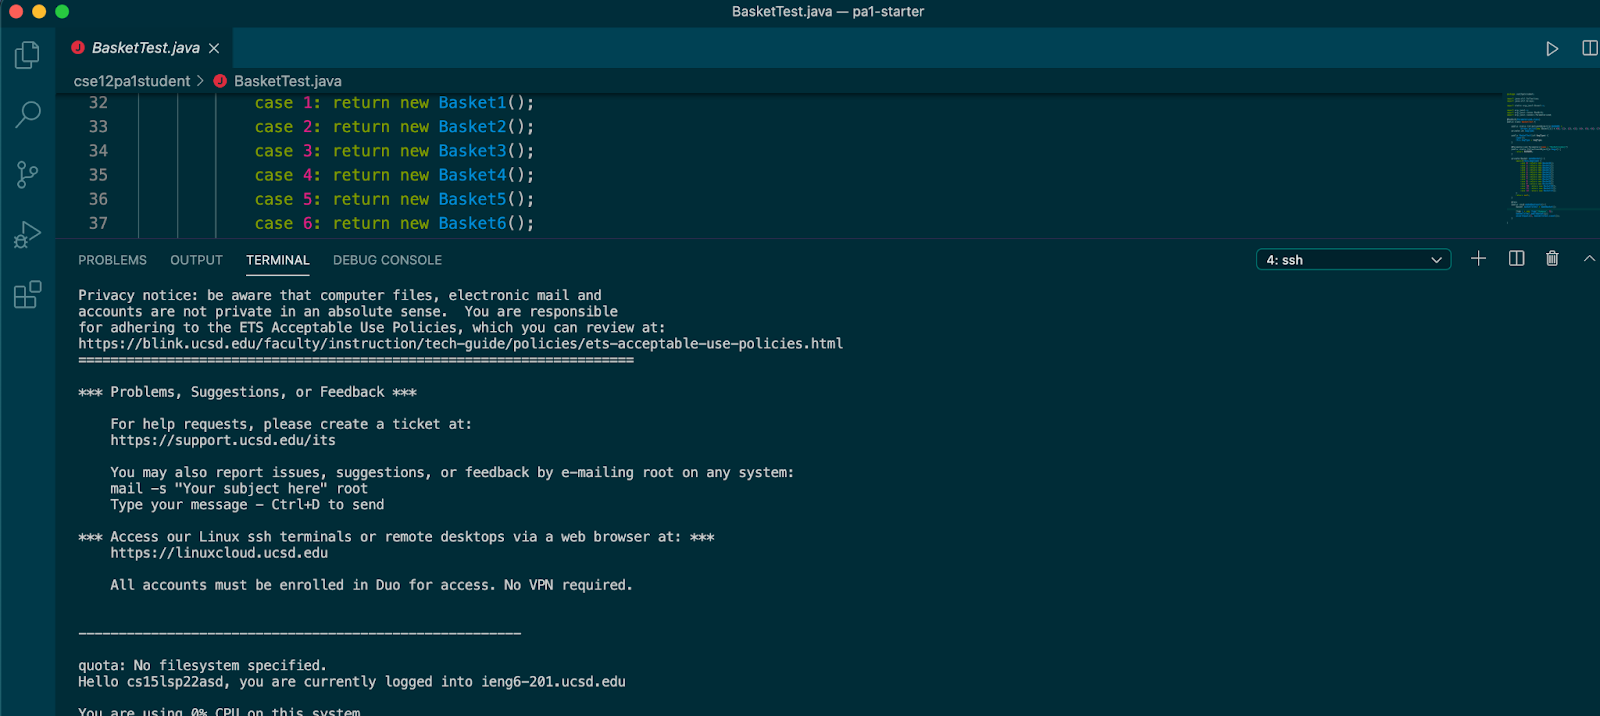 BasketTest.java — pa1-starter
BasketTest.java
cse12pa1student > BasketTest.java
32 case 1: return new Basket1();
33 case 2: return new Basket2();
34 case 3: return new Basket3();
35 case 4: return new Basket4();
36 case 5: return new Basket5();
37 case 6: return new Basket6();
PROBLEMS OUTPUT TERMINAL DEBUG CONSOLE 4: ssh
Privacy notice: be aware that computer files, electronic mail and
accounts are not private in an absolute sense.  You are responsible
for adhering to the ETS Acceptable Use Policies, which you can review at:
https://blink.ucsd.edu/faculty/instruction/tech-guide/policies/ets-acceptable-use-policies.html
=====================================================================
*** Problems, Suggestions, or Feedback ***
For help requests, please create a ticket at:
https://support.ucsd.edu/its
You may also report issues, suggestions, or feedback by e-mailing root on any system:
mail -s "Your subject here" root
Type your message - Ctrl+D to send
*** Access our Linux ssh terminals or remote desktops via a web browser at: ***
https://linuxcloud.ucsd.edu
All accounts must be enrolled in Duo for access. No VPN required.
-------------------------------------------------------
quota: No filesystem specified.
Hello cs15lsp22asd, you are currently logged into ieng6-201.ucsd.edu
You are using 0% CPU on this system